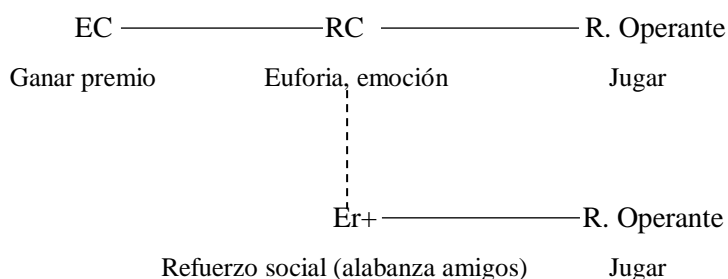 EC RC R. Operante
Ganar premio Euforia, emoción Jugar
Er+ R. Operante
Refuerzo social (alabanza amigos) Jugar